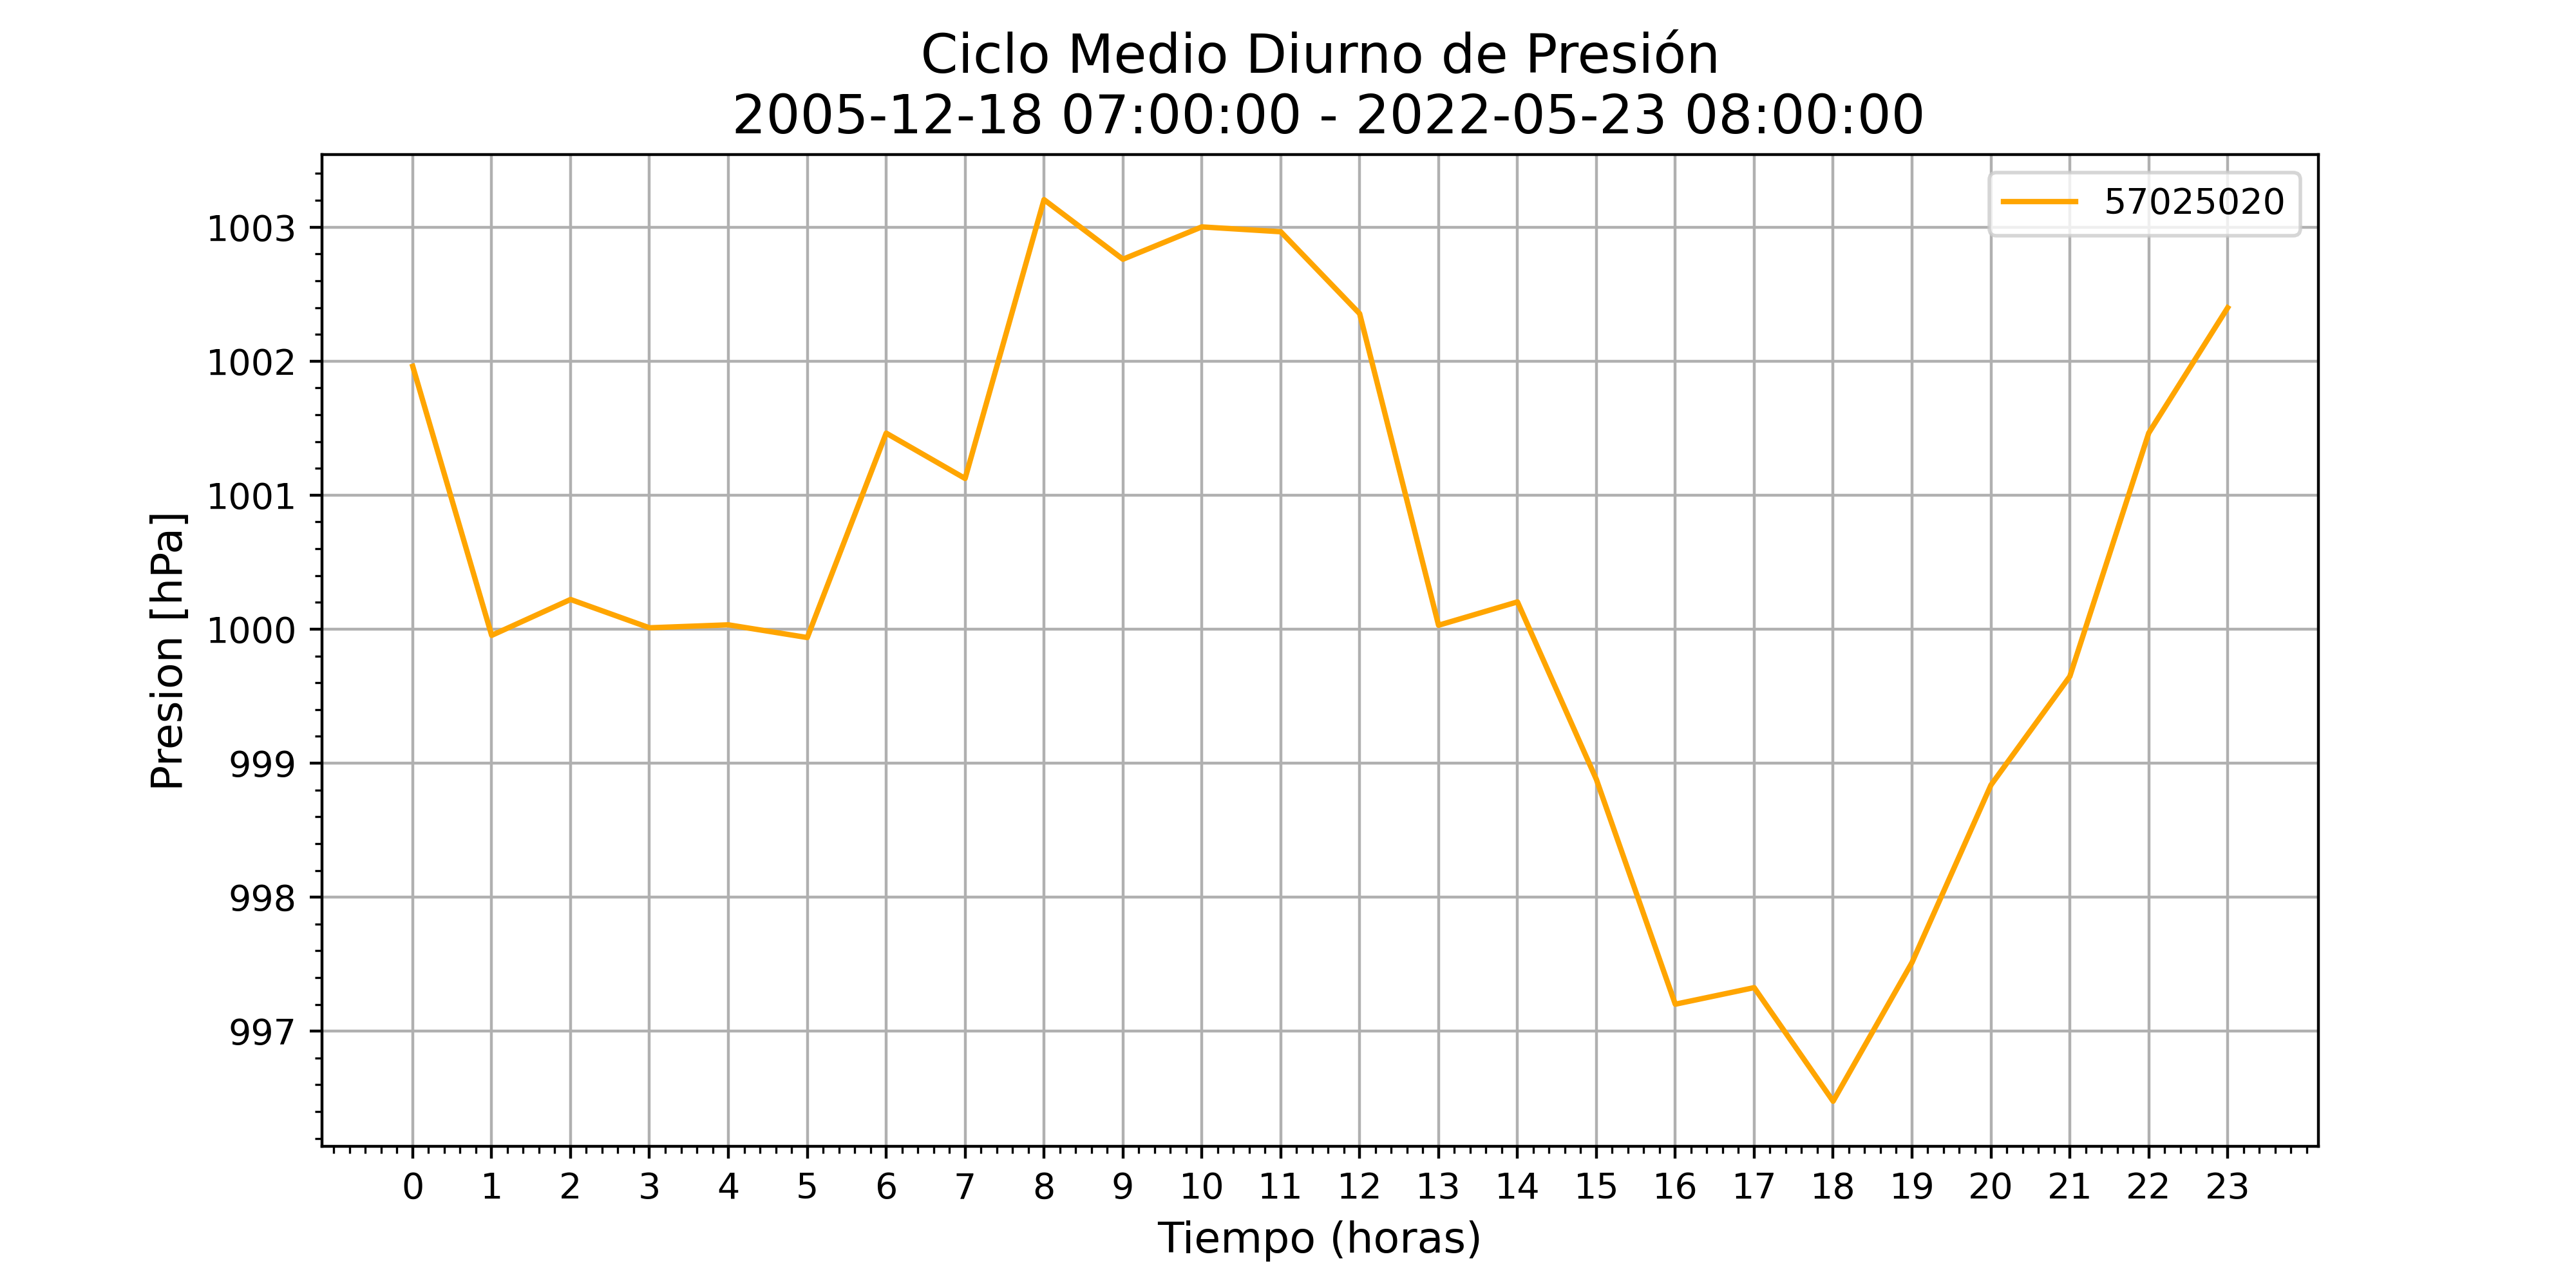 Ciclo Medio Diurno de Presión
2005-12-18 07:00:00 - 2022-05-23 08:00:00
57025020
Presion [hPa]
1003
1002
1001
1000
999
998
997
0 1 2 3 4 5 6 7 8 9 10 11 12 13 14 15 16 17 18 19 20 21 22 23
Tiempo (horas)